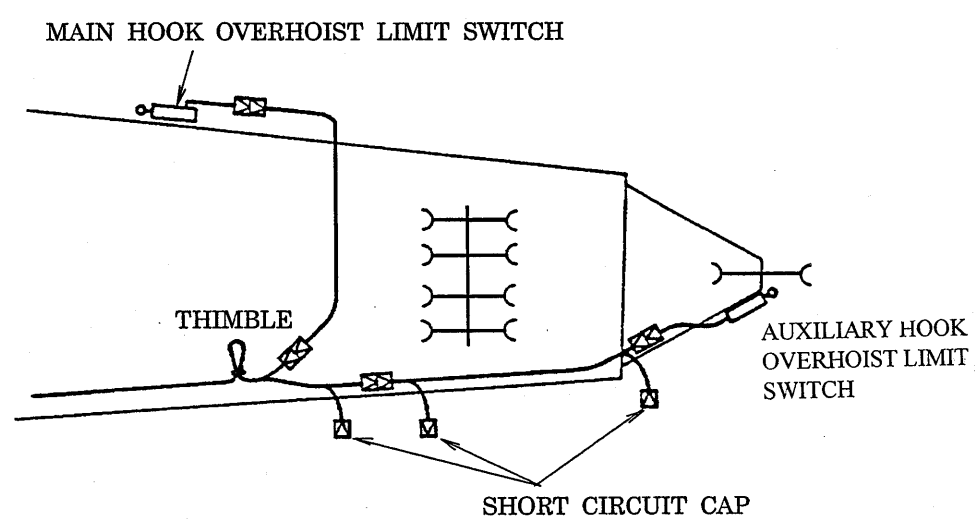 MAIN HOOK OVERHOIST LIMIT SWITCH
THIMBLE
AUXILIARY HOOK
OVERHOIST LIMIT
SWITCH
SHORT CIRCUIT CAP